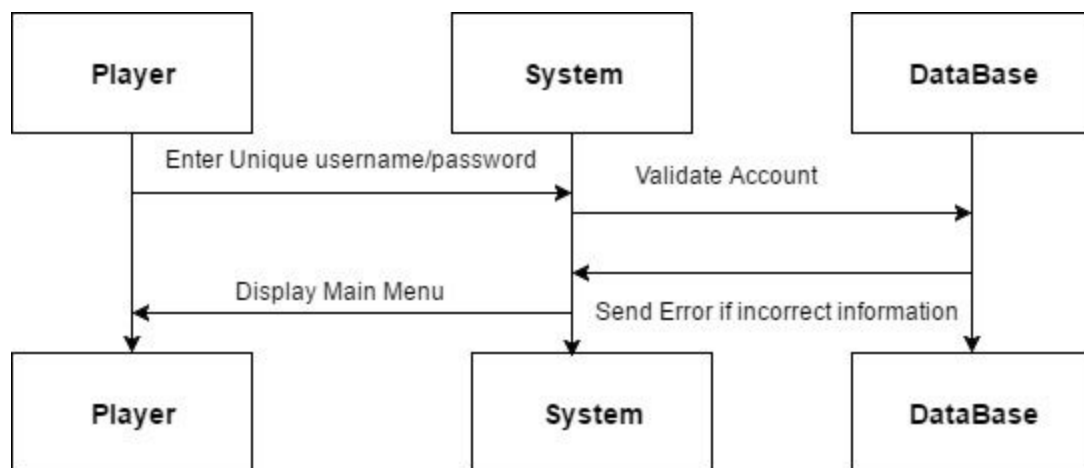 Player
System
DataBase
Enter Unique username/password
Validate Account
Display Main Menu
Send Error if incorrect information
Player
System
DataBase